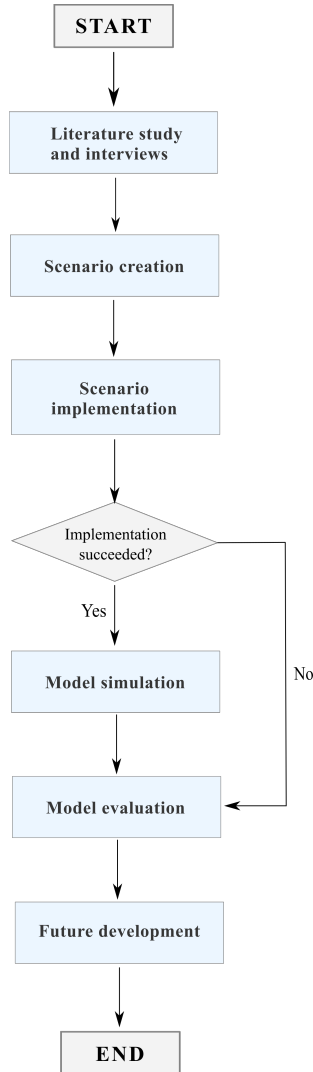 START
Literature study
and interviews
Scenario creation
Scenario
implementation
Implementation
succeeded?
Yes
No
Model simulation
Model evaluation
Future development
END